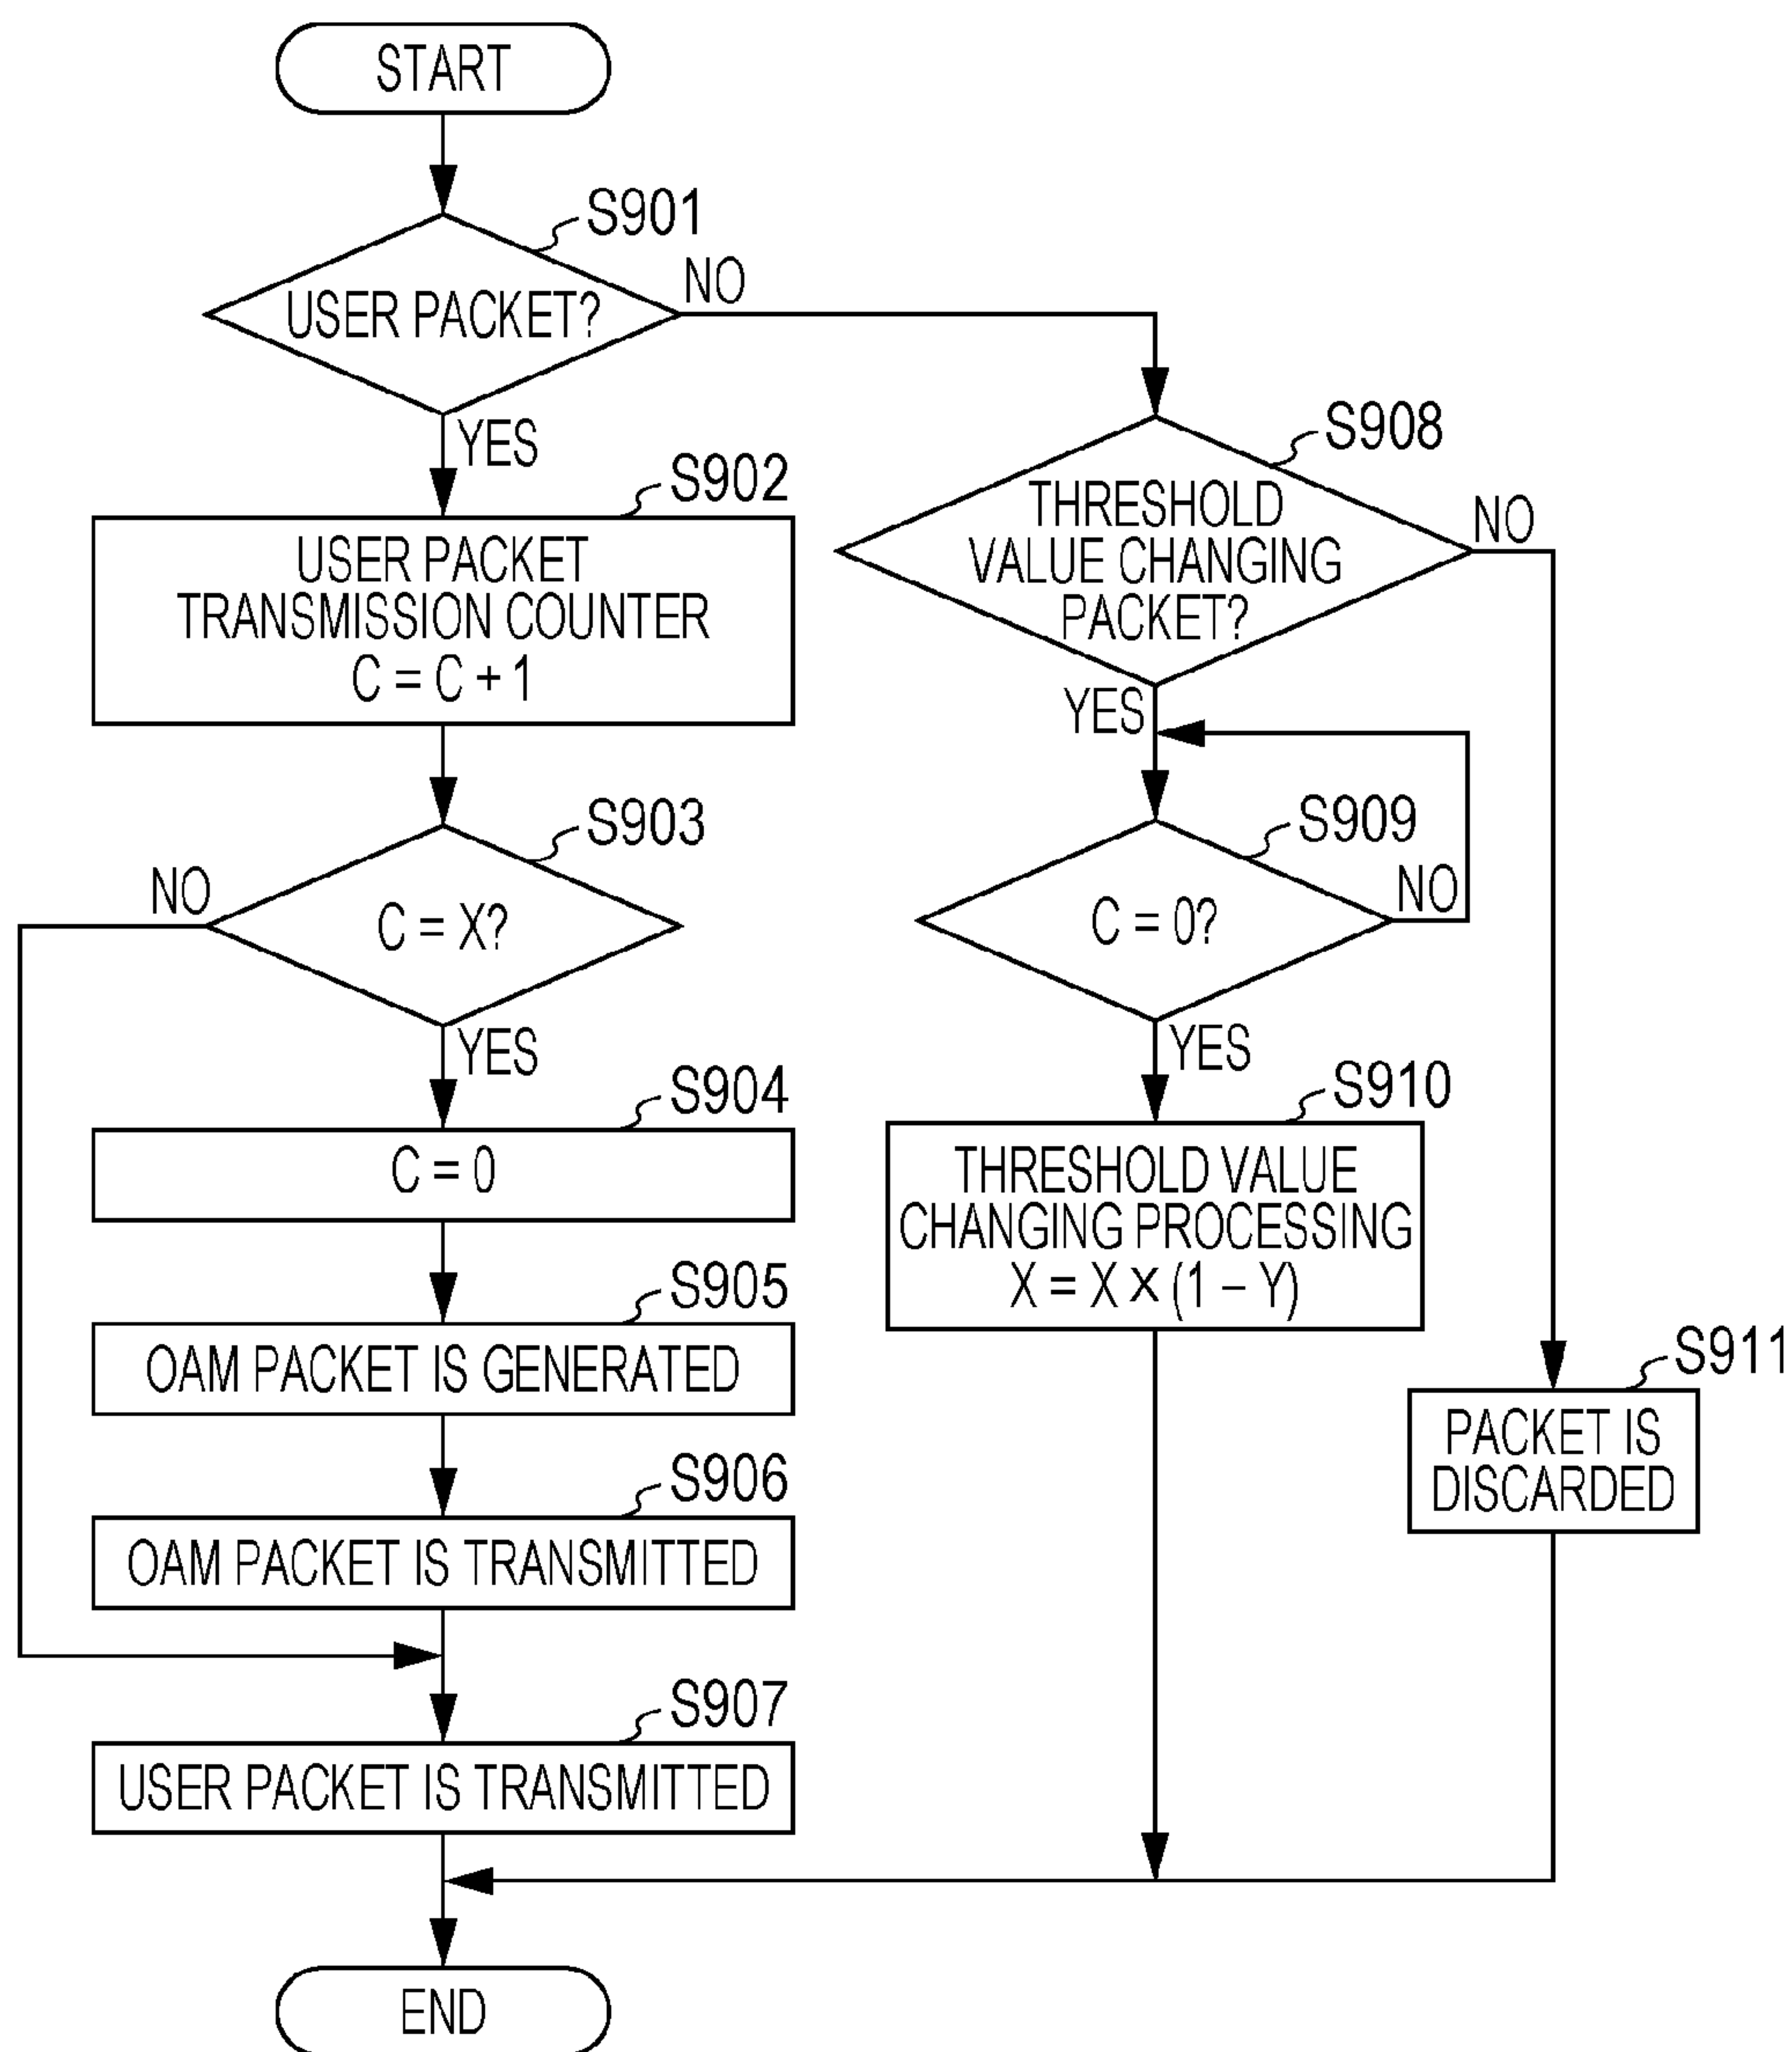 START
S901
USER PACKET?
NO
YES
S902
USER PACKET
TRANSMISSION COUNTER
C = C + 1
S903
NO
C = X?
YES
S904
C = 0
S905
OAM PACKET IS GENERATED
S906
OAM PACKET IS TRANSMITTED
S907
USER PACKET IS TRANSMITTED
END
S908
THRESHOLD
VALUE CHANGING
PACKET?
NO
YES
S909
C = 0?
NO
YES
S910
THRESHOLD VALUE
CHANGING PROCESSING
X = X × (1 – Y)
S911
PACKET IS
DISCARDED